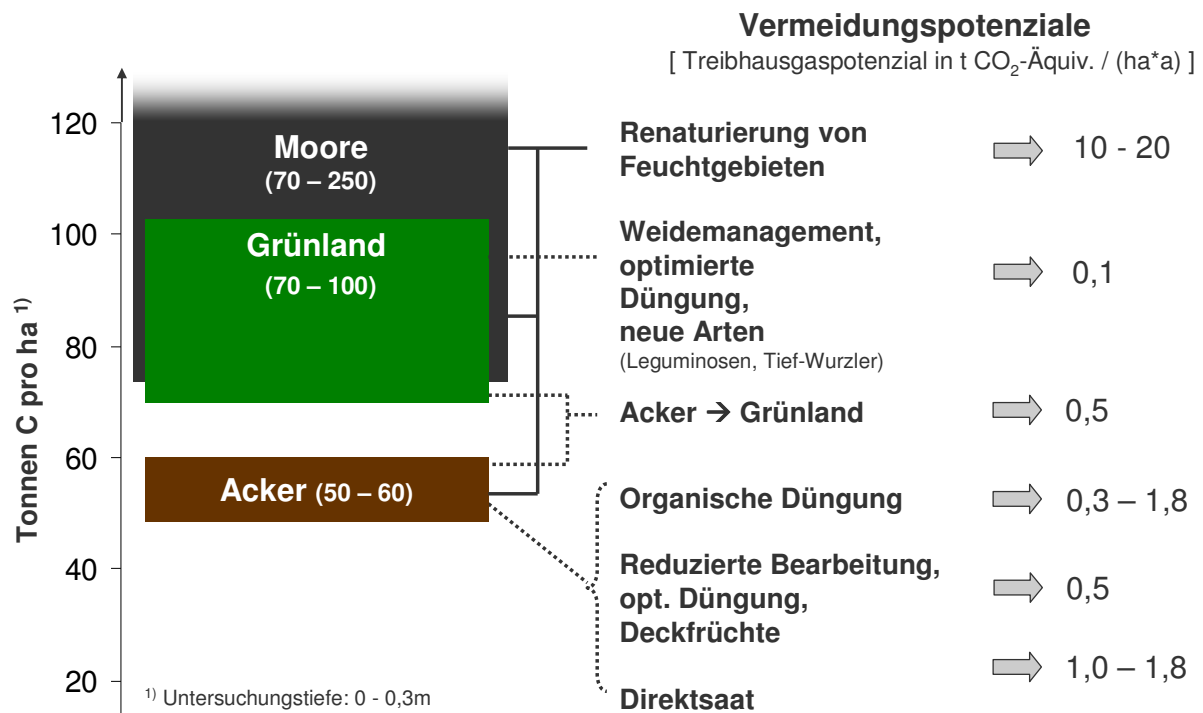 Vermeidungspotenziale
[ Treibhausgaspotenzial in t CO₂-Äquiv. / (ha*a) ]
Tonnen C pro ha ¹⁾
120
100
80
60
40
20
Moore
(70 – 250)
Grünland
(70 – 100)
Acker (50 – 60)
¹⁾ Untersuchungstiefe: 0 - 0,3m
Renaturierung von
Feuchtgebieten
10 - 20
Weidemanagement,
optimierte
Düngung,
neue Arten
(Leguminosen, Tief-Wurzler)
0,1
Acker → Grünland
0,5
Organische Düngung
0,3 – 1,8
Reduzierte Bearbeitung,
opt. Düngung,
Deckfrüchte
0,5
Direktsaat
1,0 – 1,8